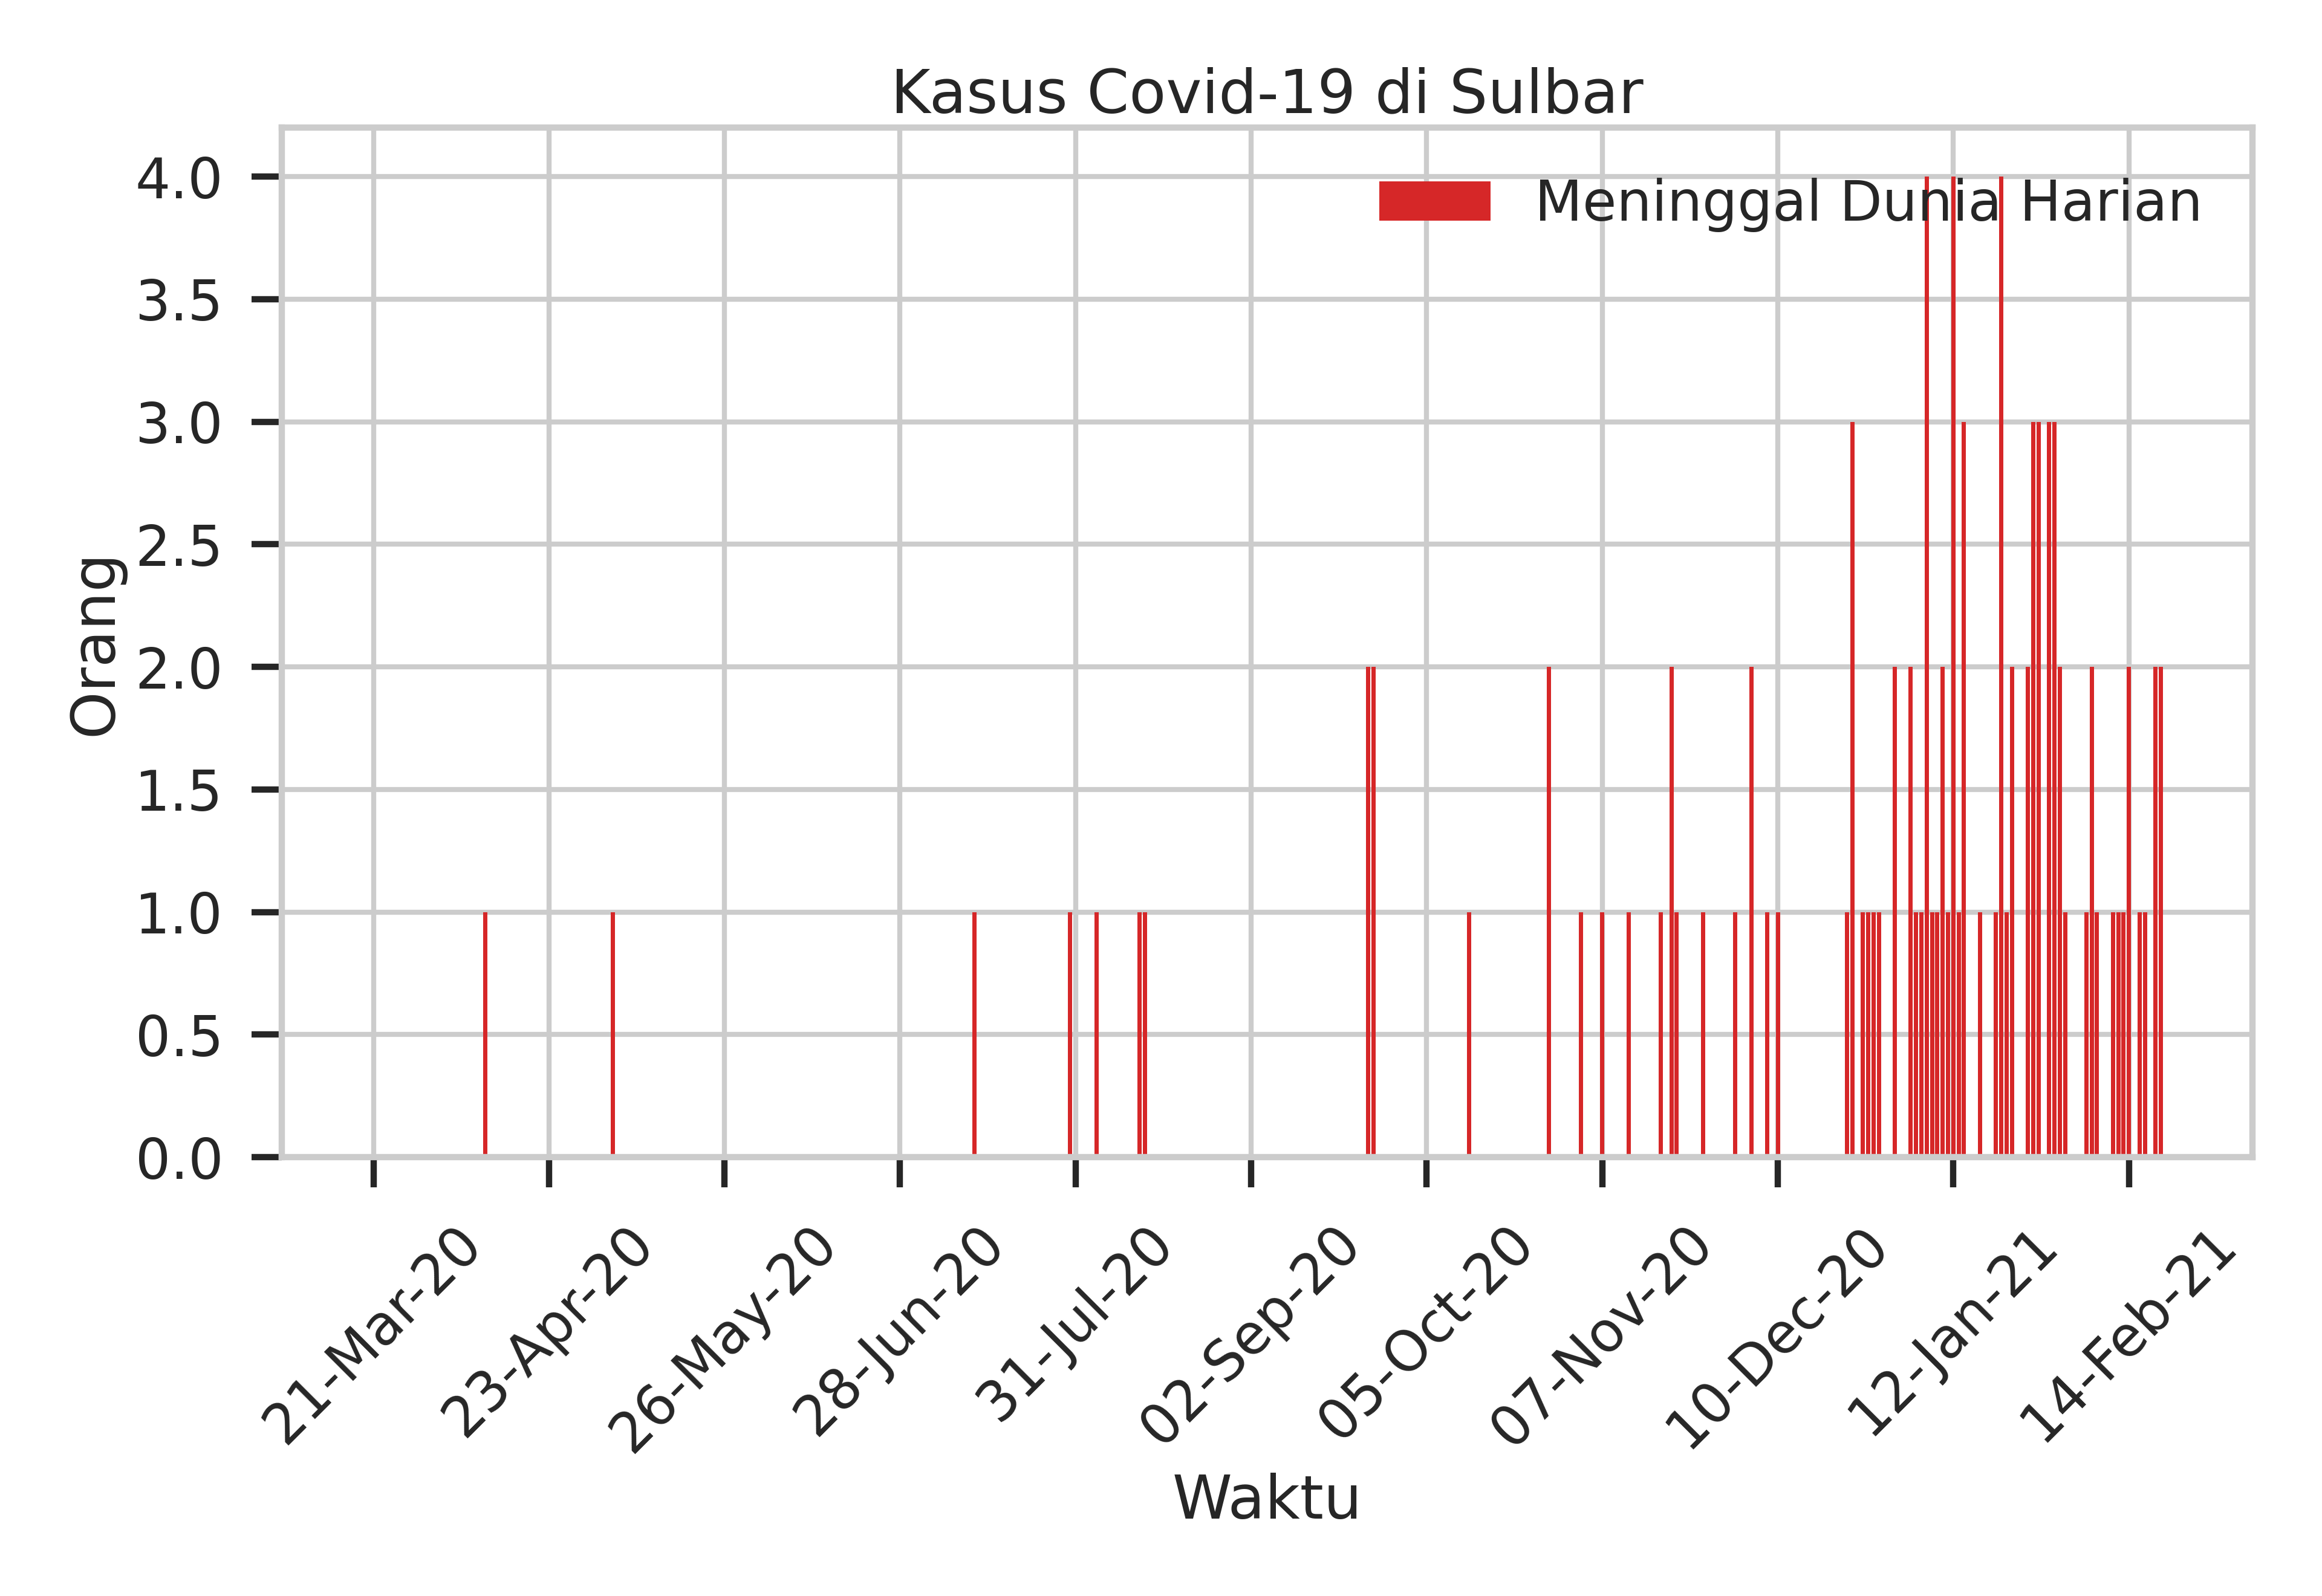 Kasus Covid-19 di Sulbar
Meninggal Dunia Harian
4.0
3.5
3.0
2.5
2.0
1.5
1.0
0.5
0.0
Orang
21-Mar-20
23-Apr-20
26-May-20
28-Jun-20
31-Jul-20
02-Sep-20
05-Oct-20
07-Nov-20
10-Dec-20
12-Jan-21
14-Feb-21
Waktu